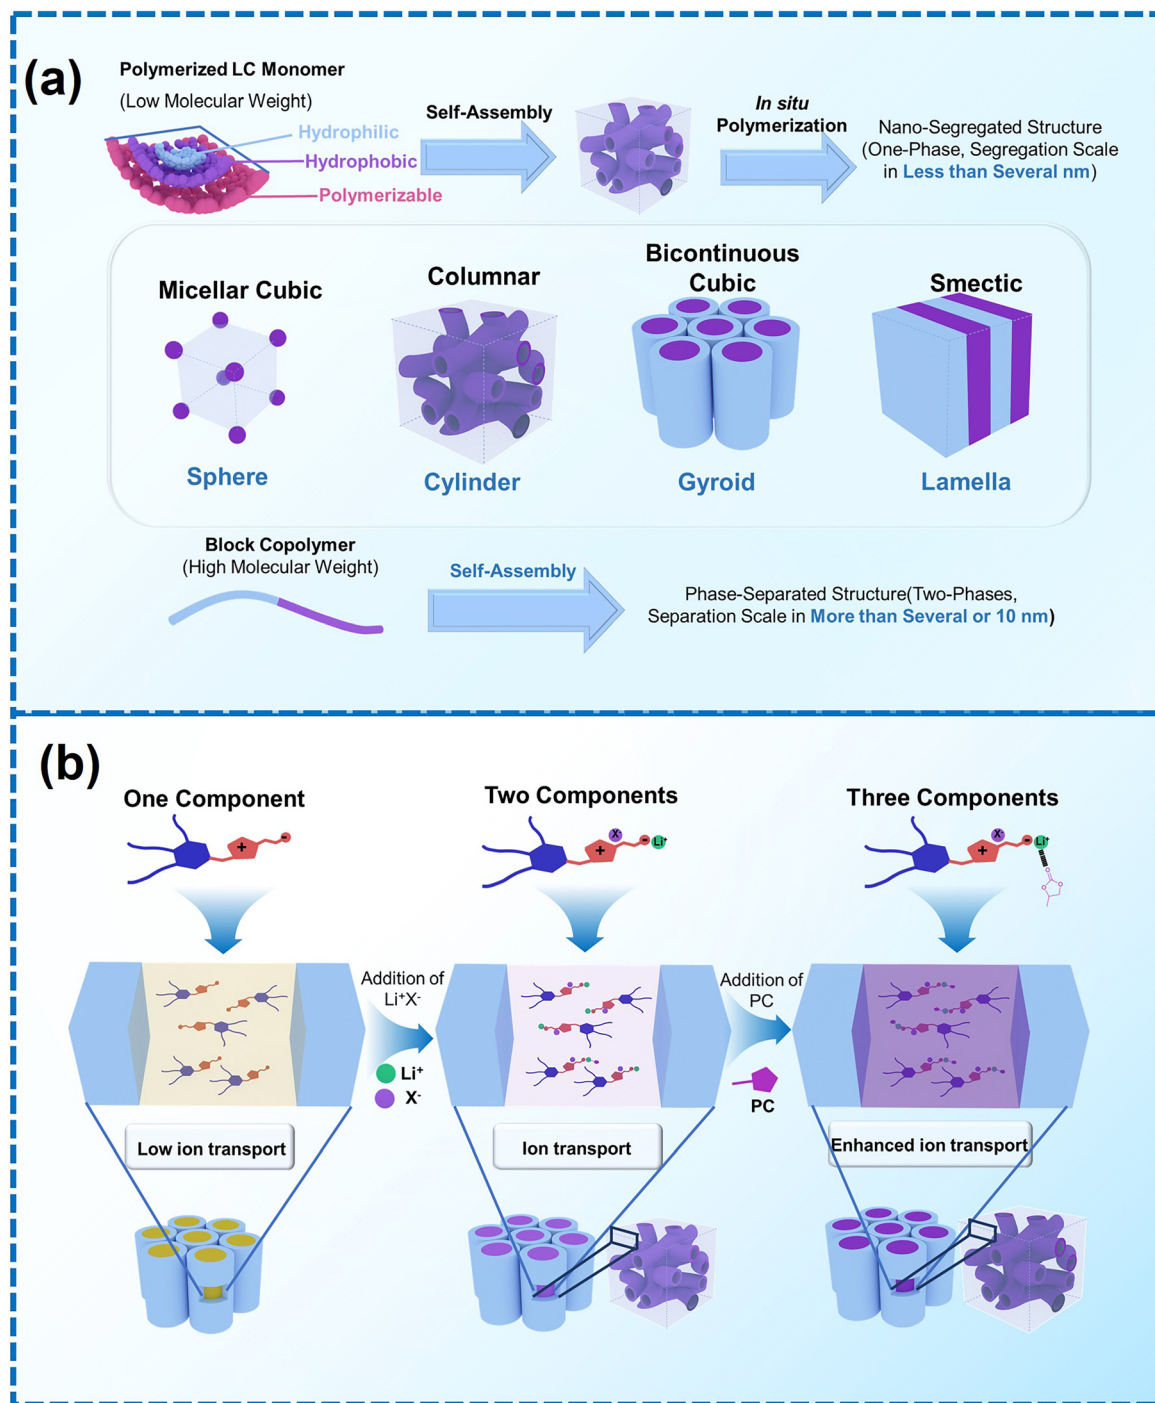 (a)
Polymerized LC Monomer
(Low Molecular Weight)
Hydrophilic
Hydrophobic
Polymerizable
Self-Assembly
In situ
Polymerization
Nano-Segregated Structure
(One-Phase, Segregation Scale
in Less than Several nm)
Micellar Cubic
Columnar
Bicontinuous
Cubic
Smectic
Sphere
Cylinder
Gyroid
Lamella
Block Copolymer
(High Molecular Weight)
Self-Assembly
Phase-Separated Structure(Two-Phases,
Separation Scale in More than Several or 10 nm)
(b)
One Component
Two Components
Three Components
+
-
X
+
-
Li⁺
X⁻
+
-
Li⁺
O
O
O
Addition of
Li⁺X⁻
Li⁺
X⁻
Addition of
PC
PC
Low ion transport
Ion transport
Enhanced ion transport